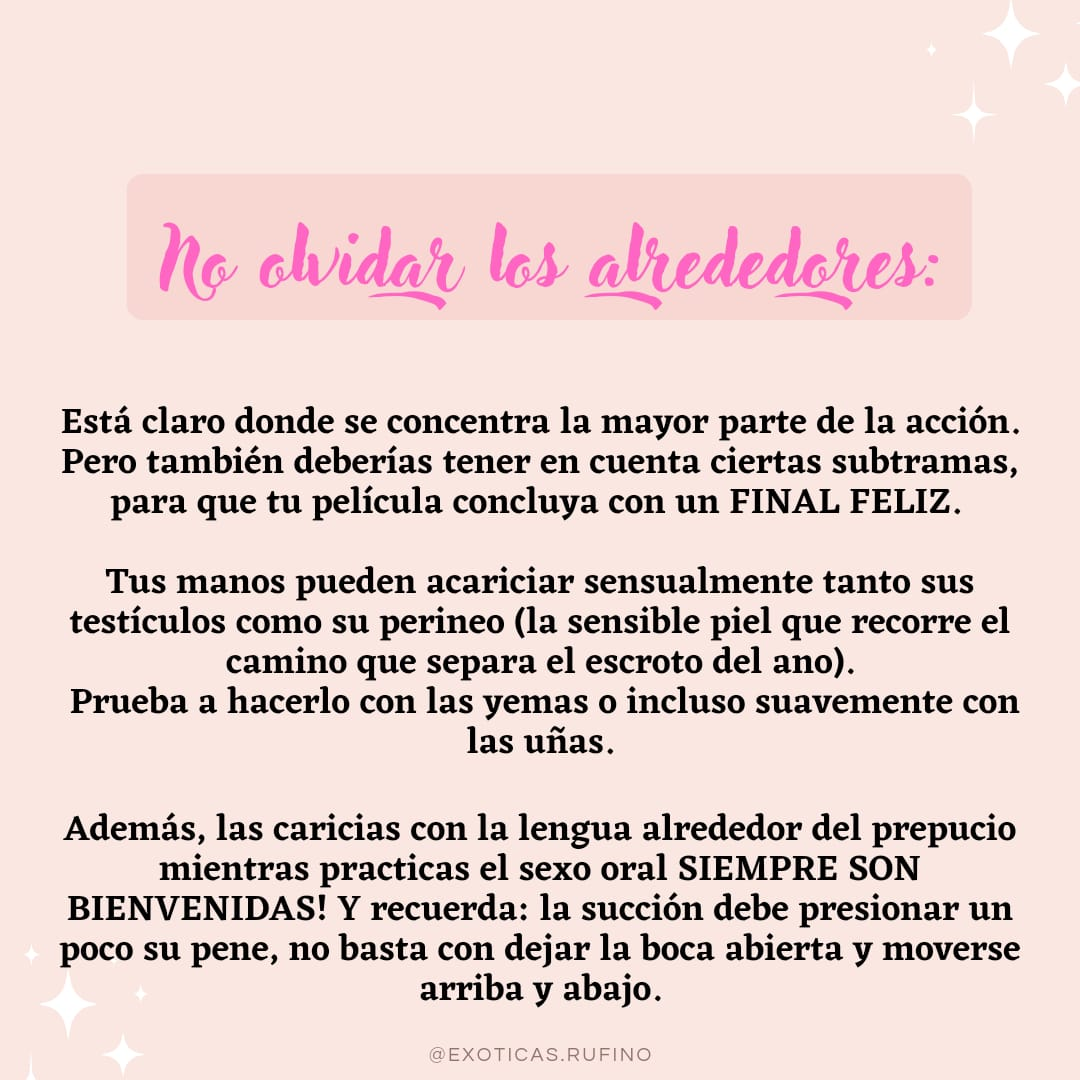 No olvidar los alrededores:
Está claro donde se concentra la mayor parte de la acción.
Pero también deberías tener en cuenta ciertas subtramas,
para que tu película concluya con un FINAL FELIZ.
Tus manos pueden acariciar sensualmente tanto sus
testículos como su perineo (la sensible piel que recorre el
camino que separa el escroto del ano).
Prueba a hacerlo con las yemas o incluso suavemente con
las uñas.
Además, las caricias con la lengua alrededor del prepucio
mientras practicas el sexo oral SIEMPRE SON
BIENVENIDAS! Y recuerda: la succión debe presionar un
poco su pene, no basta con dejar la boca abierta y moverse
arriba y abajo.
@EXOTICAS.RUFINO